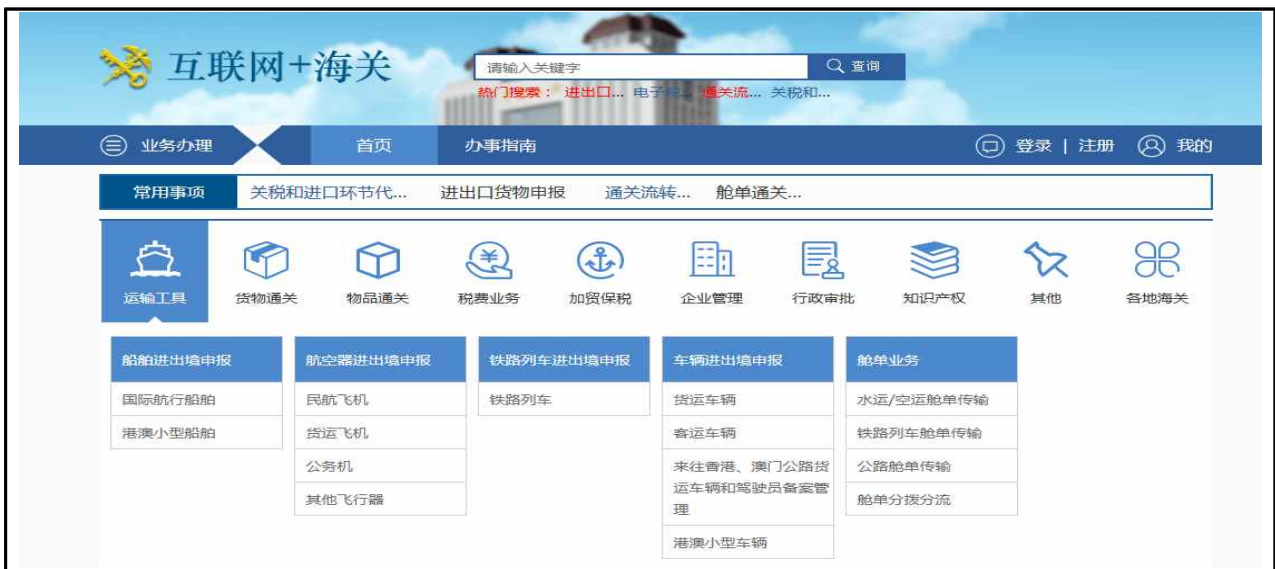 互联网+海关
请输入关键字
查询
热门搜索： 进出口... 电子... 通关流... 关税和...
业务办理 首页 办事指南 登录 | 注册 我的
常用事项 关税和进口环节代... 进出口货物申报 通关流转... 舱单通关...
运输工具 货物通关 物品通关 税费业务 加贸保税 企业管理 行政审批 知识产权 其他 各地海关
船舶进出境申报 航空器进出境申报 铁路列车进出境申报 车辆进出境申报 舱单业务
国际航行船舶 民航飞机 铁路列车 货运车辆 水运/空运舱单传输
港澳小型船舶 货运飞机 客运车辆 铁路列车舱单传输
公务机 来往香港、澳门公路货 公路舱单传输
运车辆和驾驶员备案管
其他飞行器 理 舱单分拨分流
港澳小型车辆